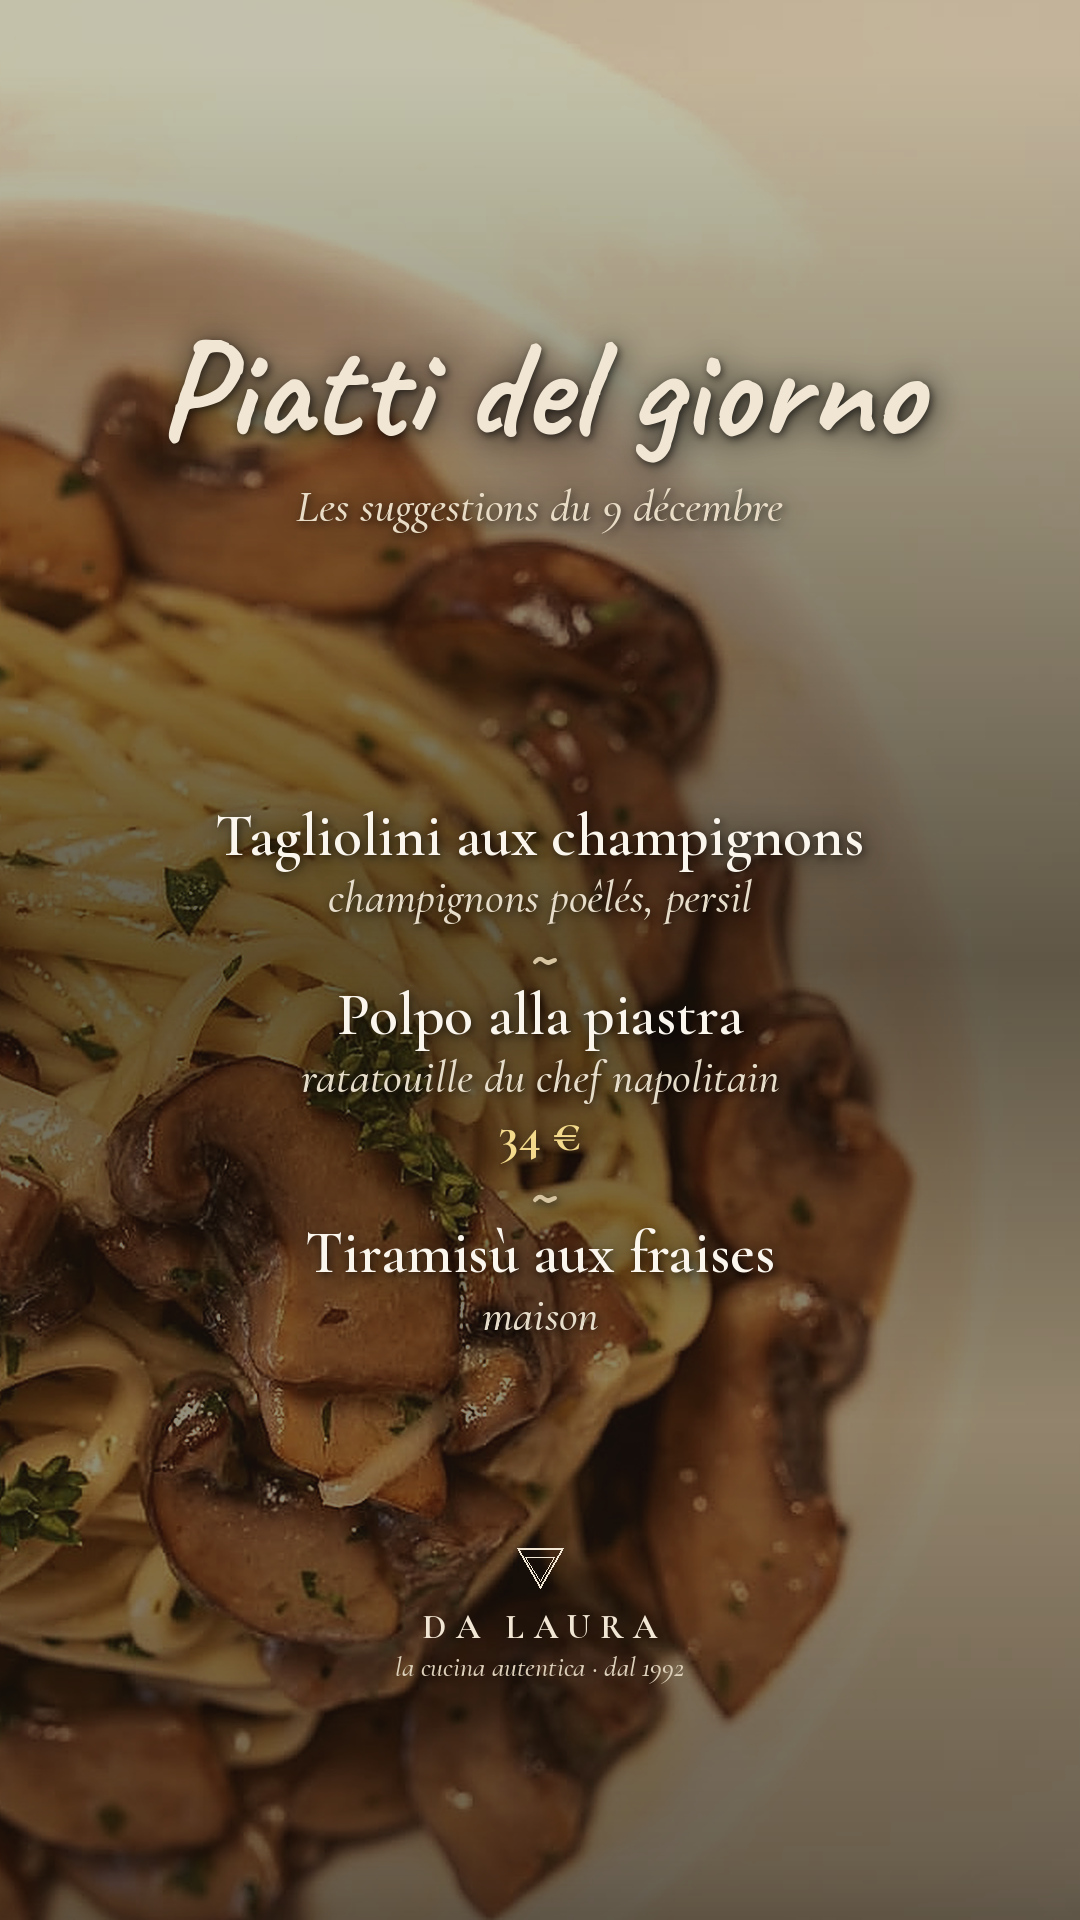 Piatti del giorno
Les suggestions du 9 décembre
Tagliolini aux champignons
champignons poêlés, persil
~
Polpo alla piastra
ratatouille du chef napolitain
34 €
~
Tiramisù aux fraises
maison
DA LAURA
la cucina autentica · dal 1992